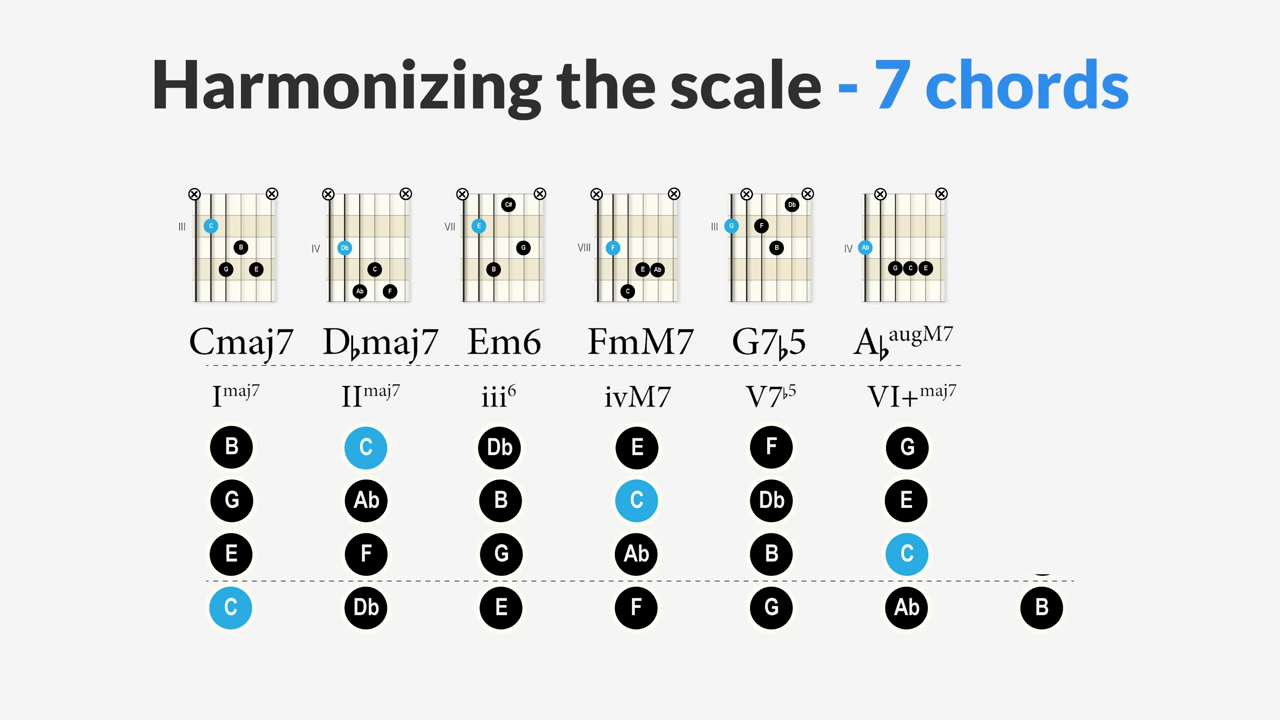 Harmonizing the scale - 7 chords
C C# E Db
III E F G F III Db IV Ab
B IV VII G VIII B
G E C B E Ab G C E
Ab F C
Cmaj7 D♭maj7 Em6 FmM7 G7♭5 A♭augM7
Imaj7 IImaj7 iii6 ivM7 V7♭5 VI+maj7
B C Db E F G
G Ab B C Db E
E F G Ab B C
C Db E F G Ab B